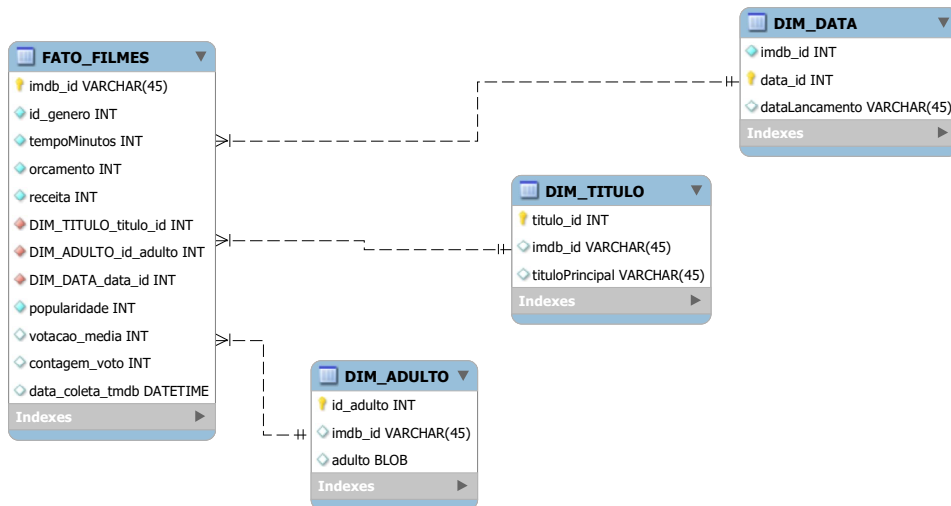 FATO_FILMES
imdb_id VARCHAR(45)
id_genero INT
tempoMinutos INT
orcamento INT
receita INT
DIM_TITULO_titulo_id INT
DIM_ADULTO_id_adulto INT
DIM_DATA_data_id INT
popularidade INT
votacao_media INT
contagem_voto INT
data_coleta_tmdb DATETIME
Indexes
DIM_DATA
imdb_id INT
data_id INT
dataLancamento VARCHAR(45)
Indexes
DIM_TITULO
titulo_id INT
imdb_id VARCHAR(45)
tituloPrincipal VARCHAR(45)
Indexes
DIM_ADULTO
id_adulto INT
imdb_id VARCHAR(45)
adulto BLOB
Indexes